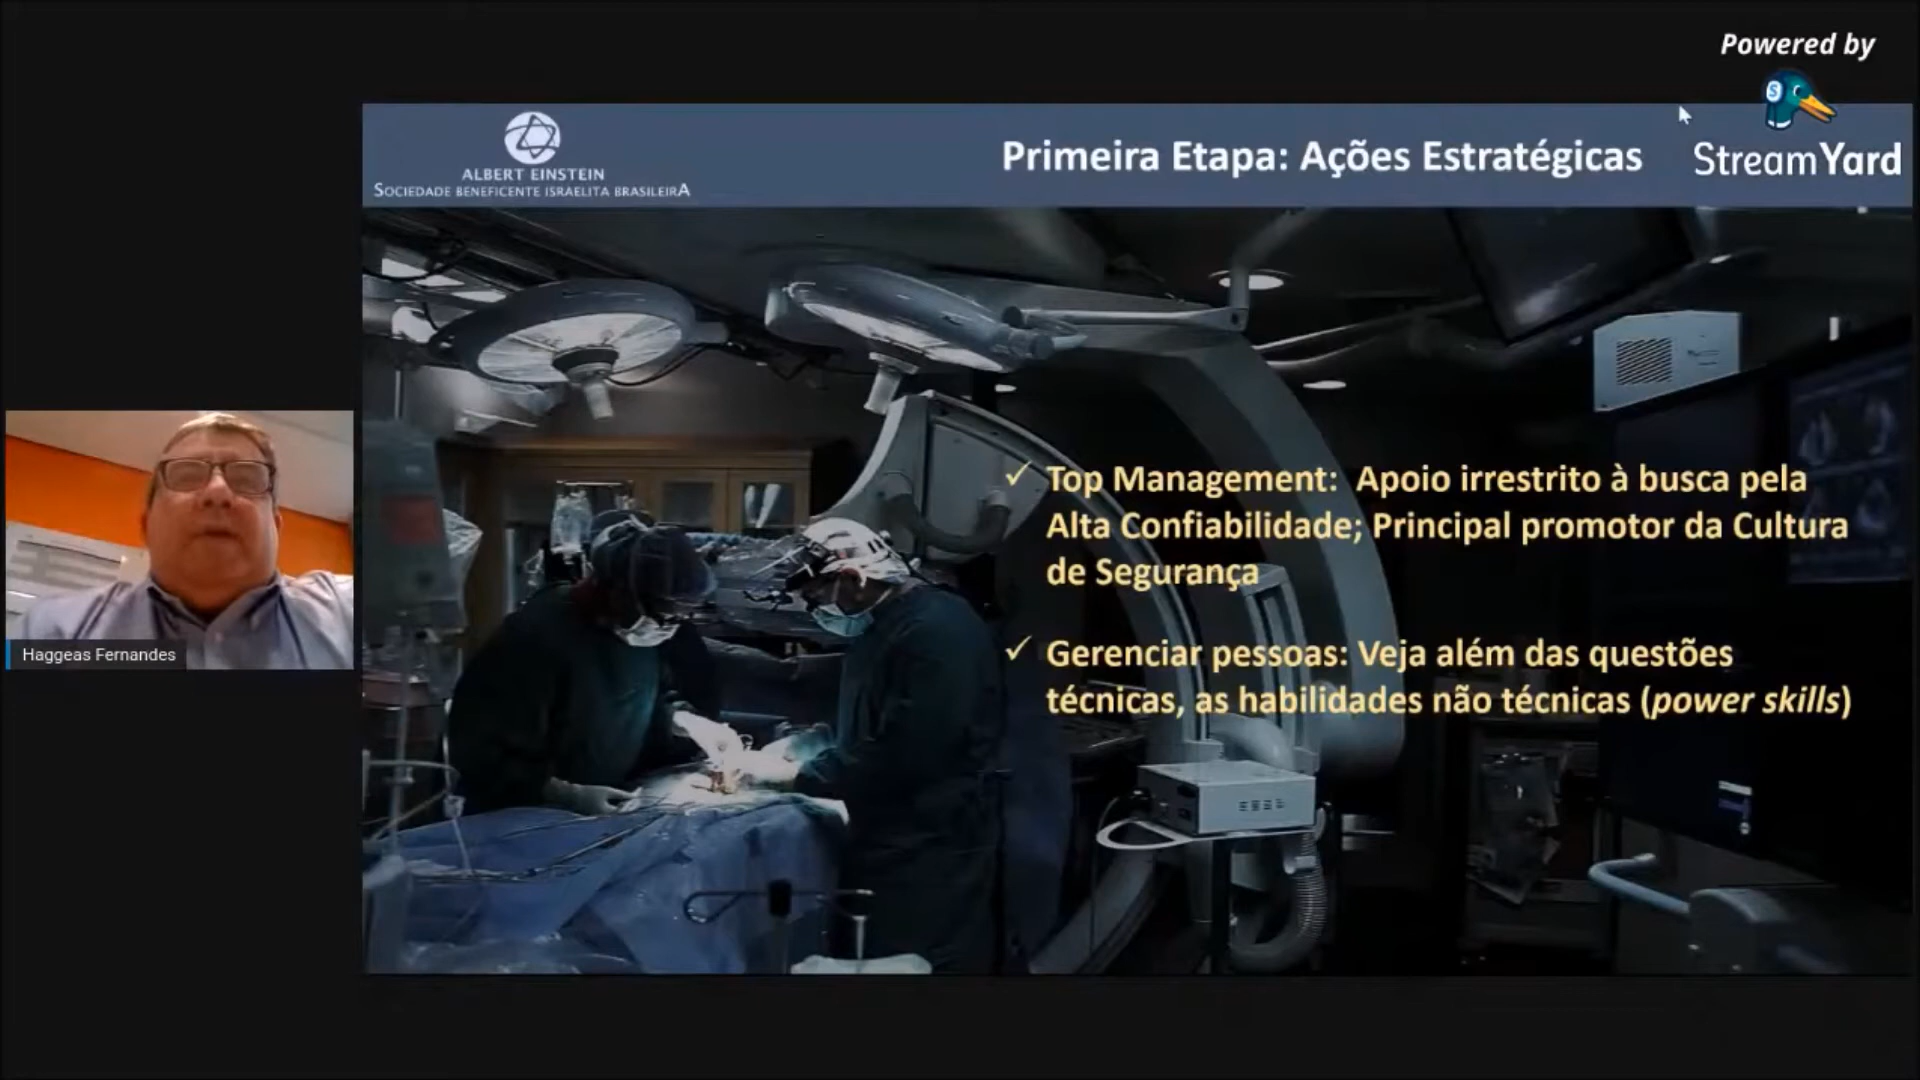 Powered by
StreamYard
ALBERT EINSTEIN
SOCIEDADE BENEFICENTE ISRAELITA BRASILEIRA
Primeira Etapa: Ações Estratégicas
✓ Top Management: Apoio irrestrito à busca pela
Alta Confiabilidade; Principal promotor da Cultura
de Segurança
✓ Gerenciar pessoas: Veja além das questões
técnicas, as habilidades não técnicas (power skills)
Haggeas Fernandes